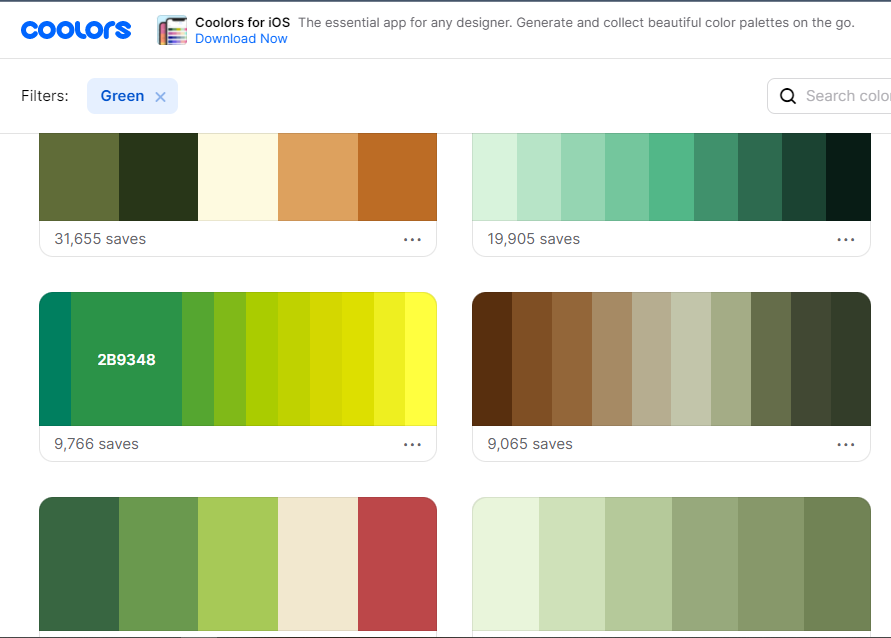 coolors
Coolors for iOS The essential app for any designer. Generate and collect beautiful color palettes on the go.
Download Now
Filters: Green
Search color
31,655 saves
19,905 saves
2B9348
9,766 saves
9,065 saves